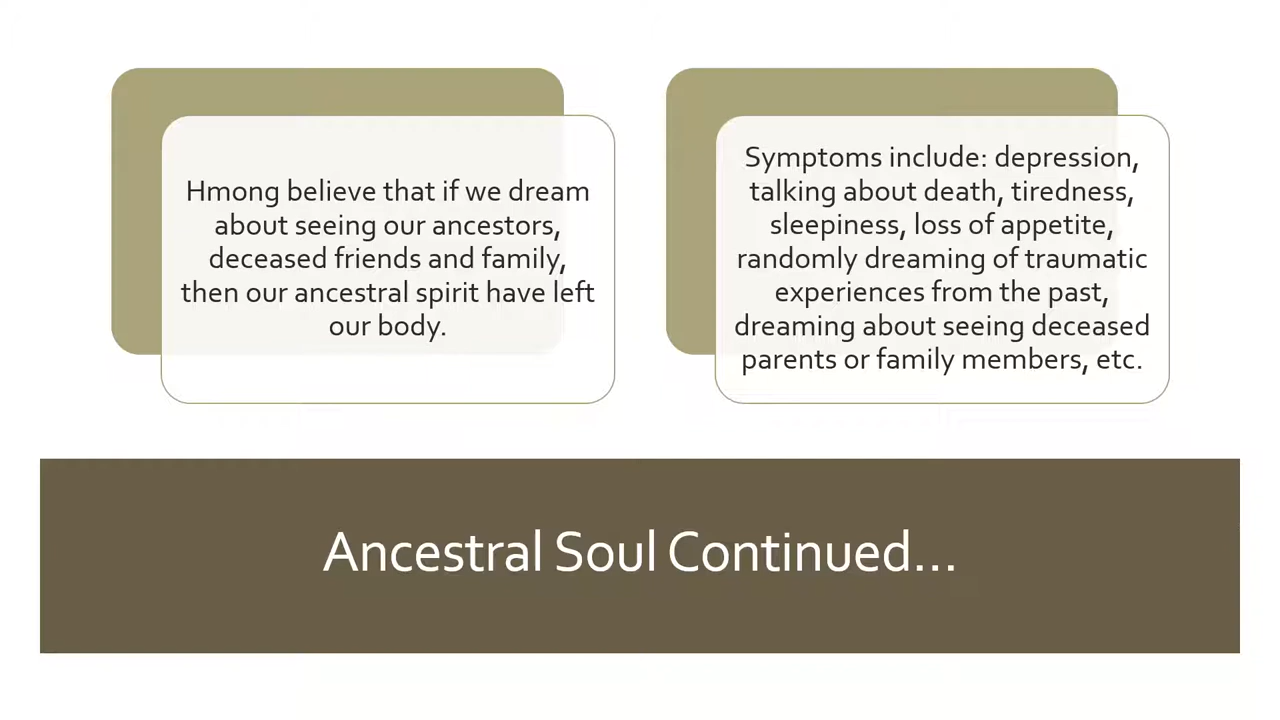 Hmong believe that if we dream
about seeing our ancestors,
deceased friends and family,
then our ancestral spirit have left
our body.
Symptoms include: depression,
talking about death, tiredness,
sleepiness, loss of appetite,
randomly dreaming of traumatic
experiences from the past,
dreaming about seeing deceased
parents or family members, etc.
Ancestral Soul Continued...